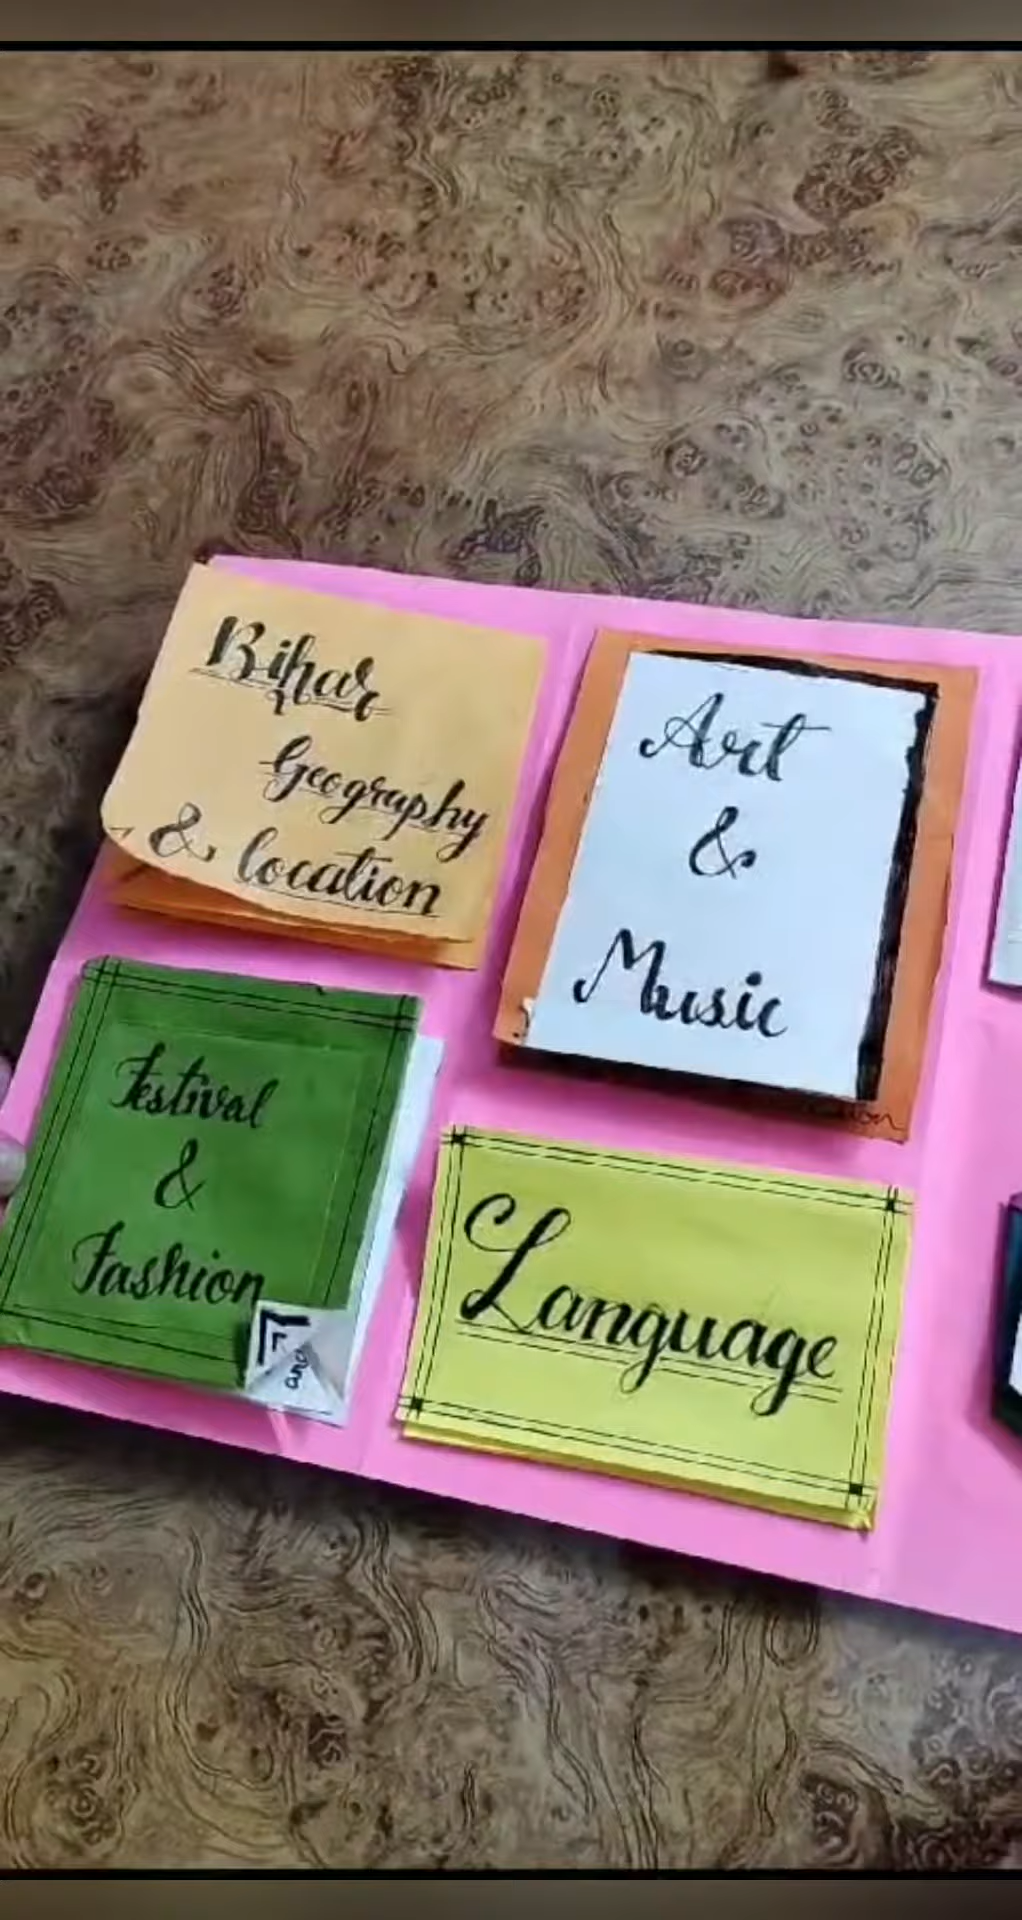 Bihar
Geography
& location
Art
&
Music
Festival
&
Fashion
Language